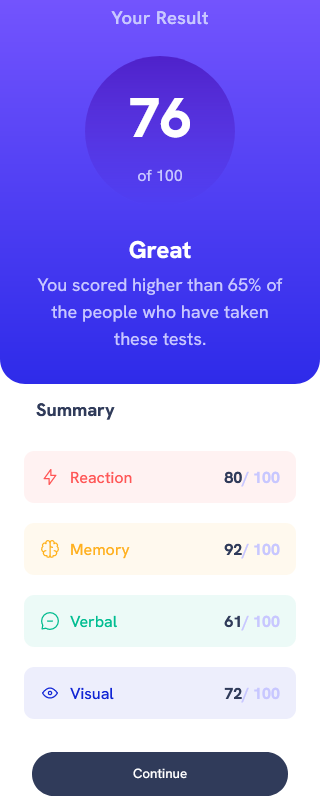 Your Result
76
of 100
Great
You scored higher than 65% of
the people who have taken
these tests.
Summary
Reaction 80/ 100
Memory 92/ 100
Verbal 61/ 100
Visual 72/ 100
Continue